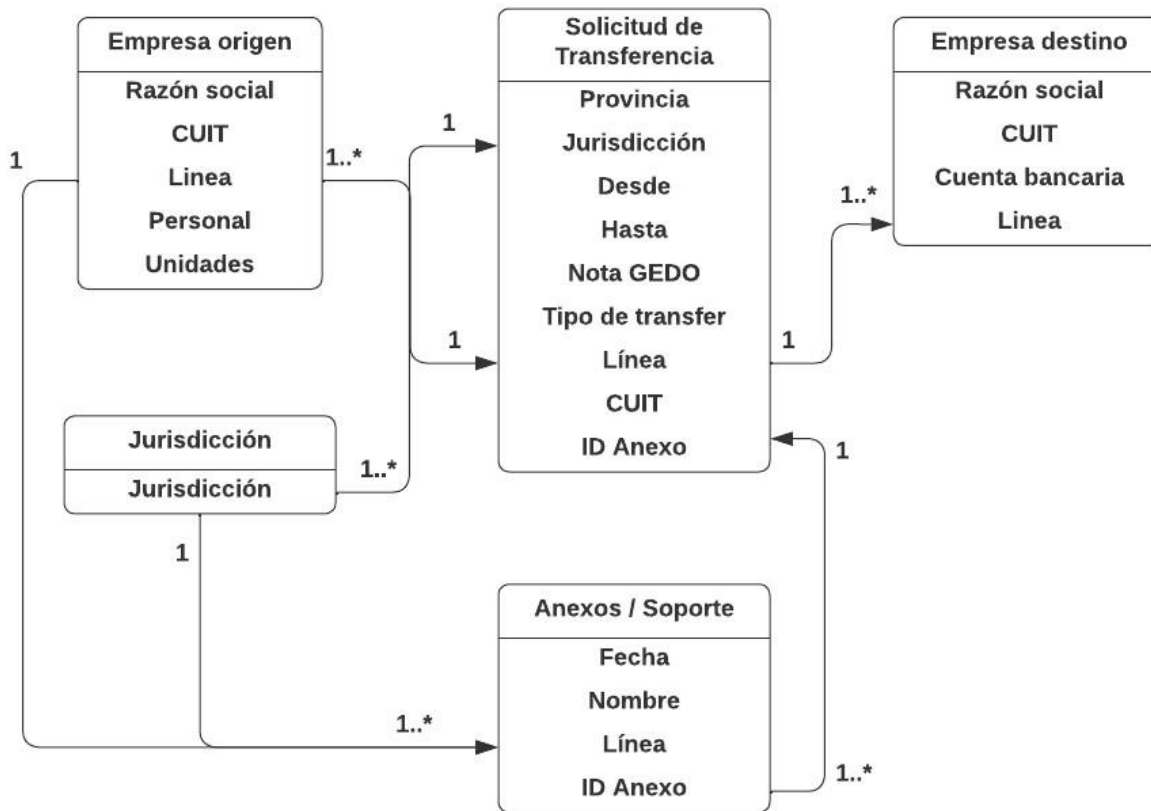 Empresa origen
Razón social
CUIT
Linea
Personal
Unidades
Solicitud de
Transferencia
Provincia
Jurisdicción
Desde
Hasta
Nota GEDO
Tipo de transfer
Línea
CUIT
ID Anexo
Empresa destino
Razón social
CUIT
Cuenta bancaria
Linea
1
1..*
1
1
1
1..*
Jurisdicción
Jurisdicción
1..*
1
1
Anexos / Soporte
Fecha
Nombre
Línea
ID Anexo
1..*
1..*